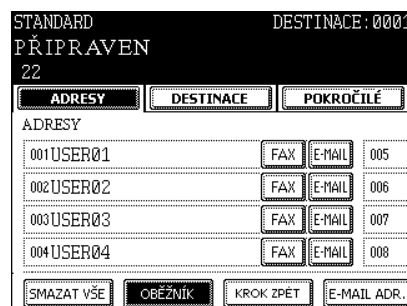 STANDARD DESTINACE:0001
PŘIPRAVEN
22
ADRESY DESTINACE POKROČILÉ
ADRESY
001 USER01 FAX E-MAIL 005
002 USER02 FAX E-MAIL 006
003 USER03 FAX E-MAIL 007
004 USER04 FAX E-MAIL 008
SMAZAT VŠE OBĚŽNÍK KROK ZPĚT E-MAIL ADR.